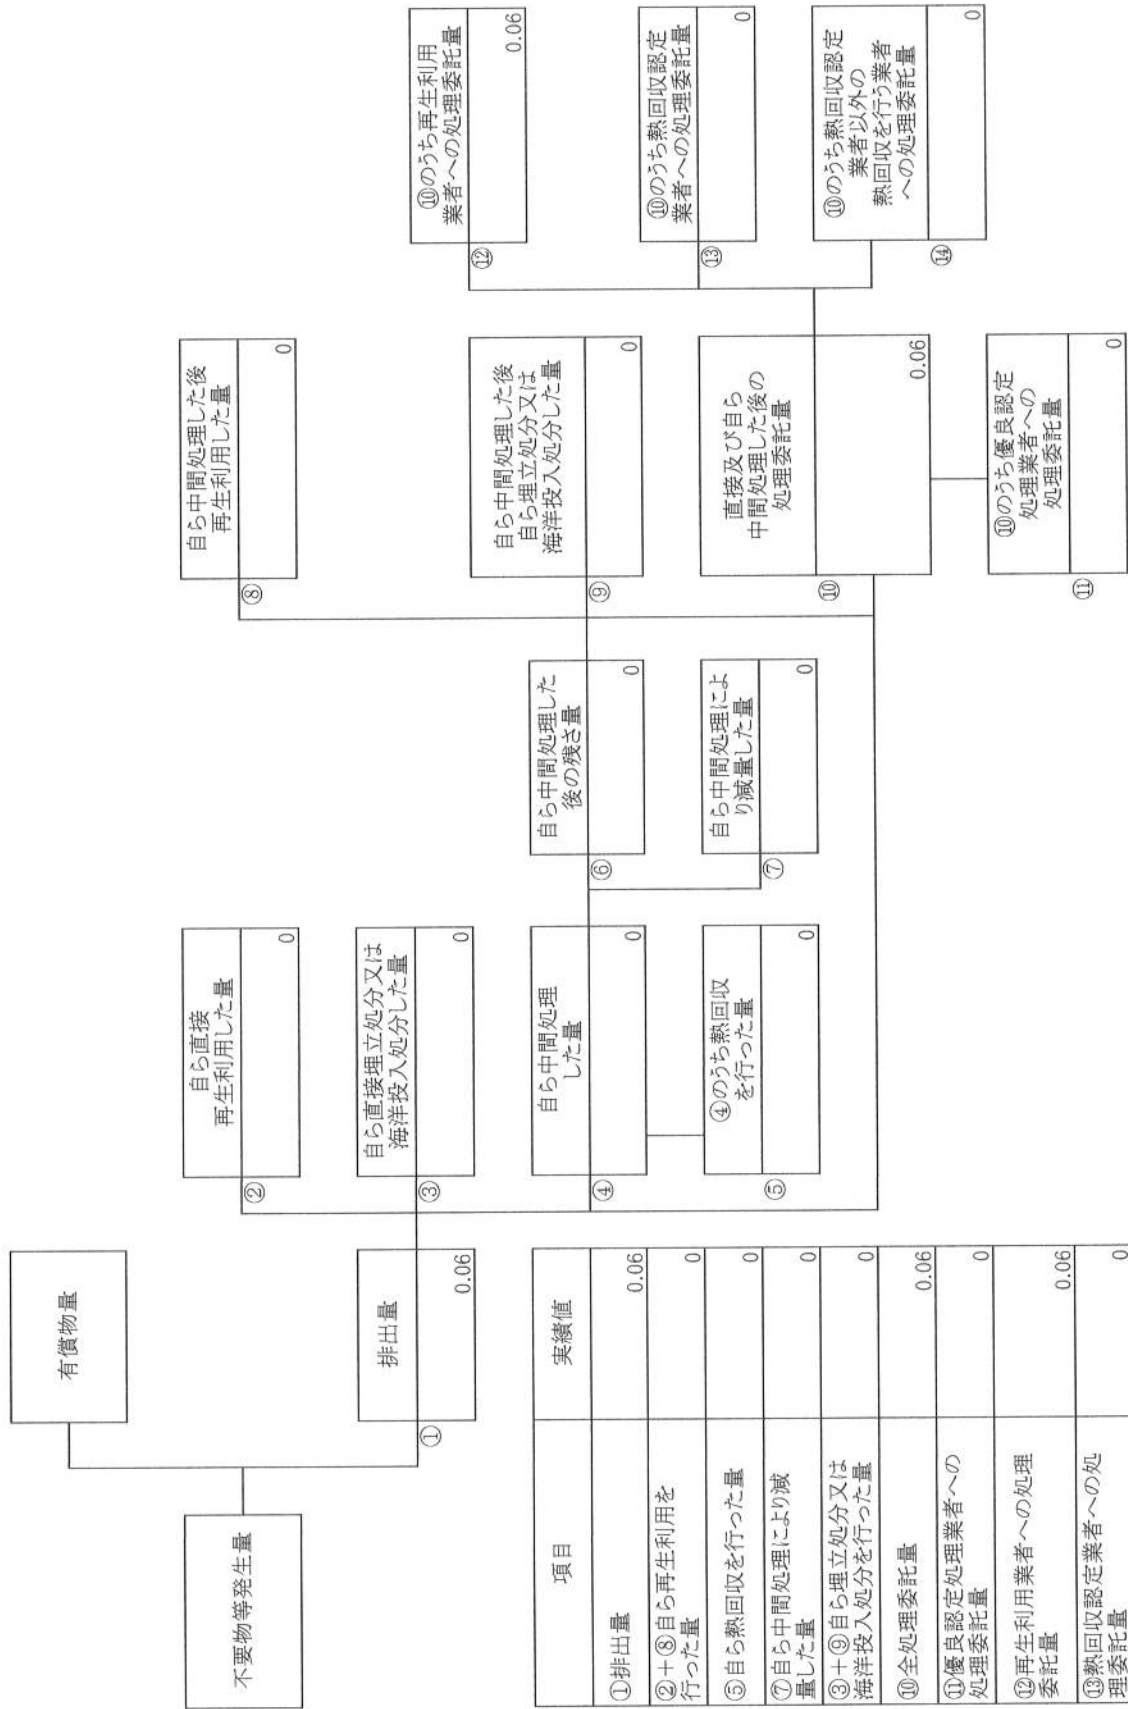 不要物等発生量
有償物量
排出量
①
0.06
自ら直接
再生利用した量
②
0
自ら直接埋立処分又は
海洋投入処分した量
③
0
自ら中間処理
した量
④
0
④のうち熱回収
を行った量
⑤
0
自ら中間処理した
後の残さ量
⑥
0
自ら中間処理によ
り減量した量
⑦
0
自ら中間処理した後
再生利用した量
⑧
0
自ら中間処理した後
自ら埋立処分又は
海洋投入処分した量
⑨
0
直接及び自ら
中間処理した後の
処理委託量
⑩
0.06
⑩のうち優良認定
処理業者への
処理委託量
⑪
0
⑩のうち再生利用
業者への処理委託量
⑫
0.06
⑩のうち熱回収認定
業者への処理委託量
⑬
0
⑩のうち熱回収認定
業者以外の
熱回収を行う業者
への処理委託量
⑭
0
項目 実績値
①排出量 0.06
②+⑧自ら再生利用を
行った量 0
⑤自ら熱回収を行った量 0
⑦自ら中間処理により減
量した量 0
③+⑨自ら埋立処分又は
海洋投入処分を行った量 0
⑩全処理委託量 0.06
⑪優良認定処理業者への
処理委託量 0
⑫再生利用業者への処理
委託量 0.06
⑬熱回収認定業者への処
理委託量 0